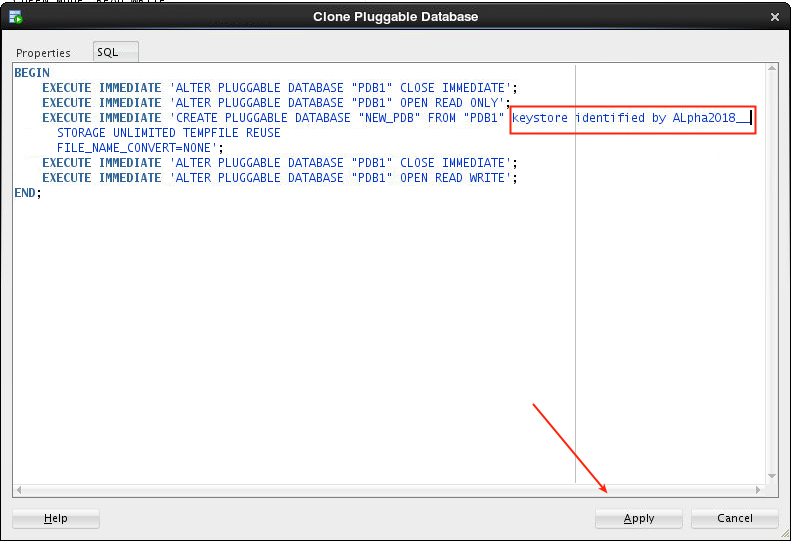 Clone Pluggable Database
Properties
SQL
BEGIN
EXECUTE IMMEDIATE 'ALTER PLUGGABLE DATABASE "PDB1" CLOSE IMMEDIATE';
EXECUTE IMMEDIATE 'ALTER PLUGGABLE DATABASE "PDB1" OPEN READ ONLY';
EXECUTE IMMEDIATE 'CREATE PLUGGABLE DATABASE "NEW_PDB" FROM "PDB1" keystore identified by ALpha2018__
STORAGE UNLIMITED TEMPFILE REUSE
FILE_NAME_CONVERT=NONE';
EXECUTE IMMEDIATE 'ALTER PLUGGABLE DATABASE "PDB1" CLOSE IMMEDIATE';
EXECUTE IMMEDIATE 'ALTER PLUGGABLE DATABASE "PDB1" OPEN READ WRITE';
END;
Help
Apply
Cancel